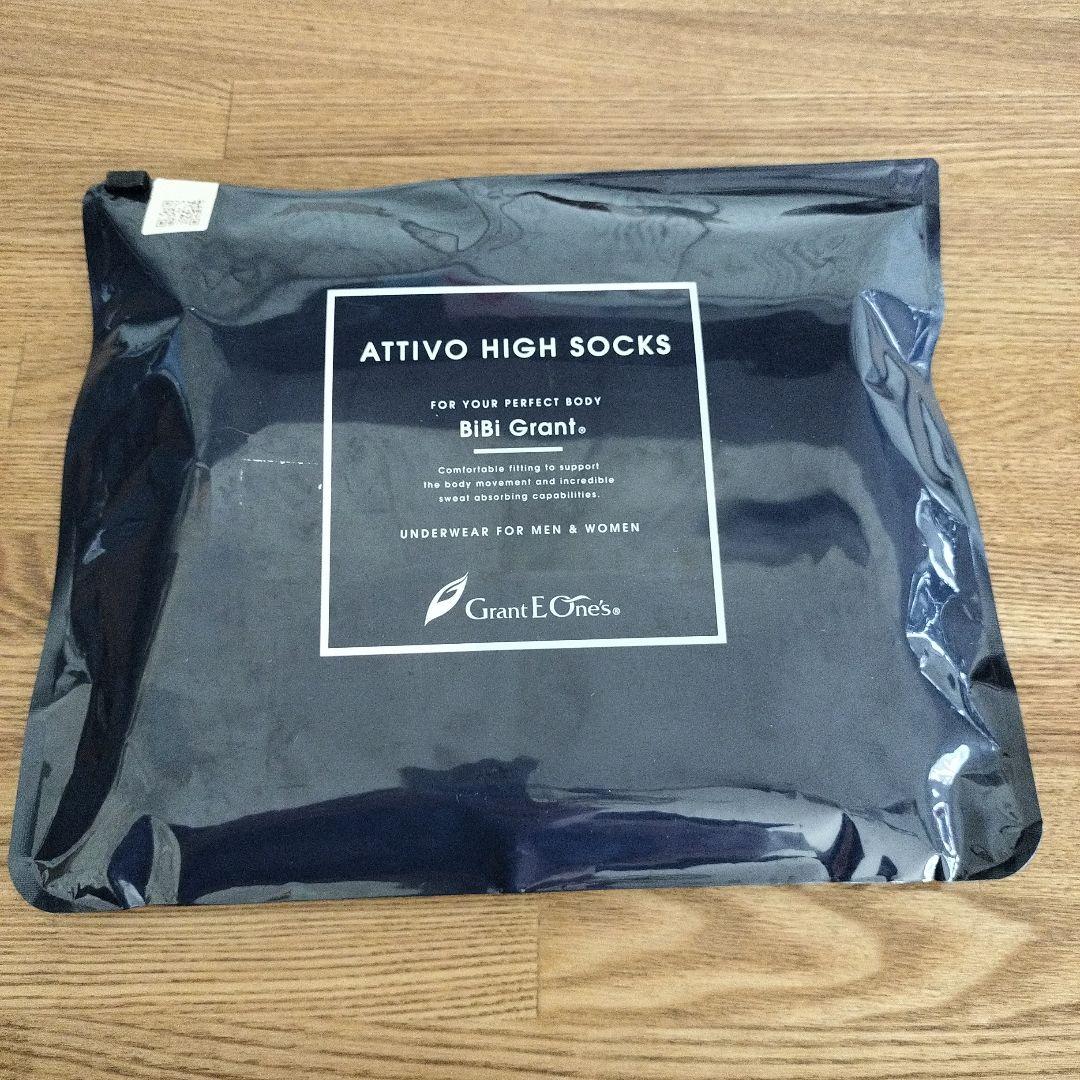 ATTIVO HIGH SOCKS
FOR YOUR PERFECT BODY
BiBi Grant®
Comfortable fitting to support
the body movement and incredible
sweat absorbing capabilities.
UNDERWEAR FOR MEN & WOMEN
Grant E One's®